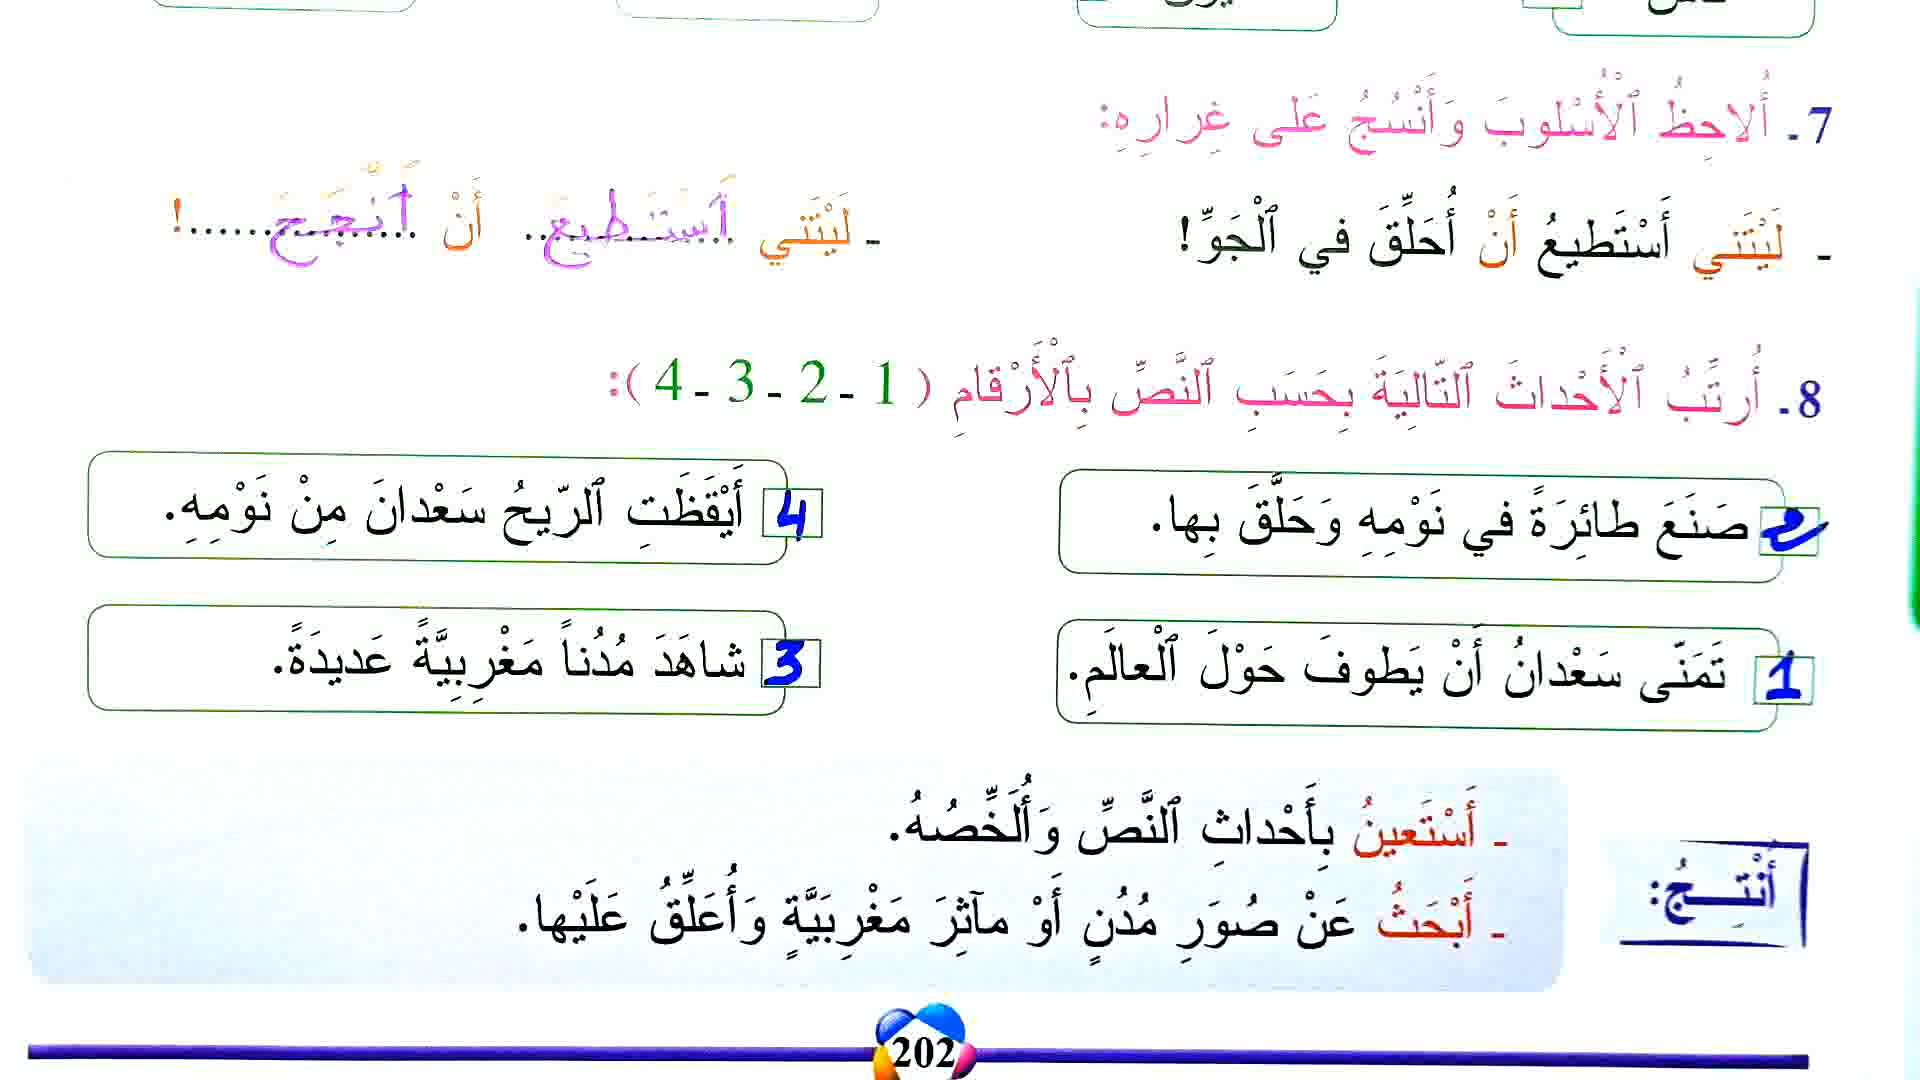 7. أُلاحِظُ ٱلْأُسْلوبَ وَأَنْسُجُ عَلى غِرارِهِ:
- لَيْتَني أَسْتَطيعُ أَنْ أُحَلِّقَ في ٱلْجَوِّ!
- لَيْتَني أَسْتَطيعُ أَنْ أَنْجَحَ !
8. أُرَتِّبُ ٱلْأَحْداثَ ٱلتّالِيَةَ بِحَسَبِ ٱلنَّصِّ بِٱلْأَرْقامِ ( 1 - 2 - 3 - 4 ):
2 صَنَعَ طائِرَةً في نَوْمِهِ وَحَلَّقَ بِها.
4 أَيْقَظَتِ ٱلرّيحُ سَعْدانَ مِنْ نَوْمِهِ.
1 تَمَنّى سَعْدانُ أَنْ يَطوفَ حَوْلَ ٱلْعالَمِ.
3 شاهَدَ مُدُناً مَغْرِبِيَّةً عَديدَةً.
أُنْتِجُ:
- أَسْتَعينُ بِأَحْداثِ ٱلنَّصِّ وَأُلَخِّصُهُ.
- أَبْحَثُ عَنْ صُوَرِ مُدُنٍ أَوْ مآثِرَ مَغْرِبَيَّةٍ وَأُعَلِّقُ عَلَيْها.
202